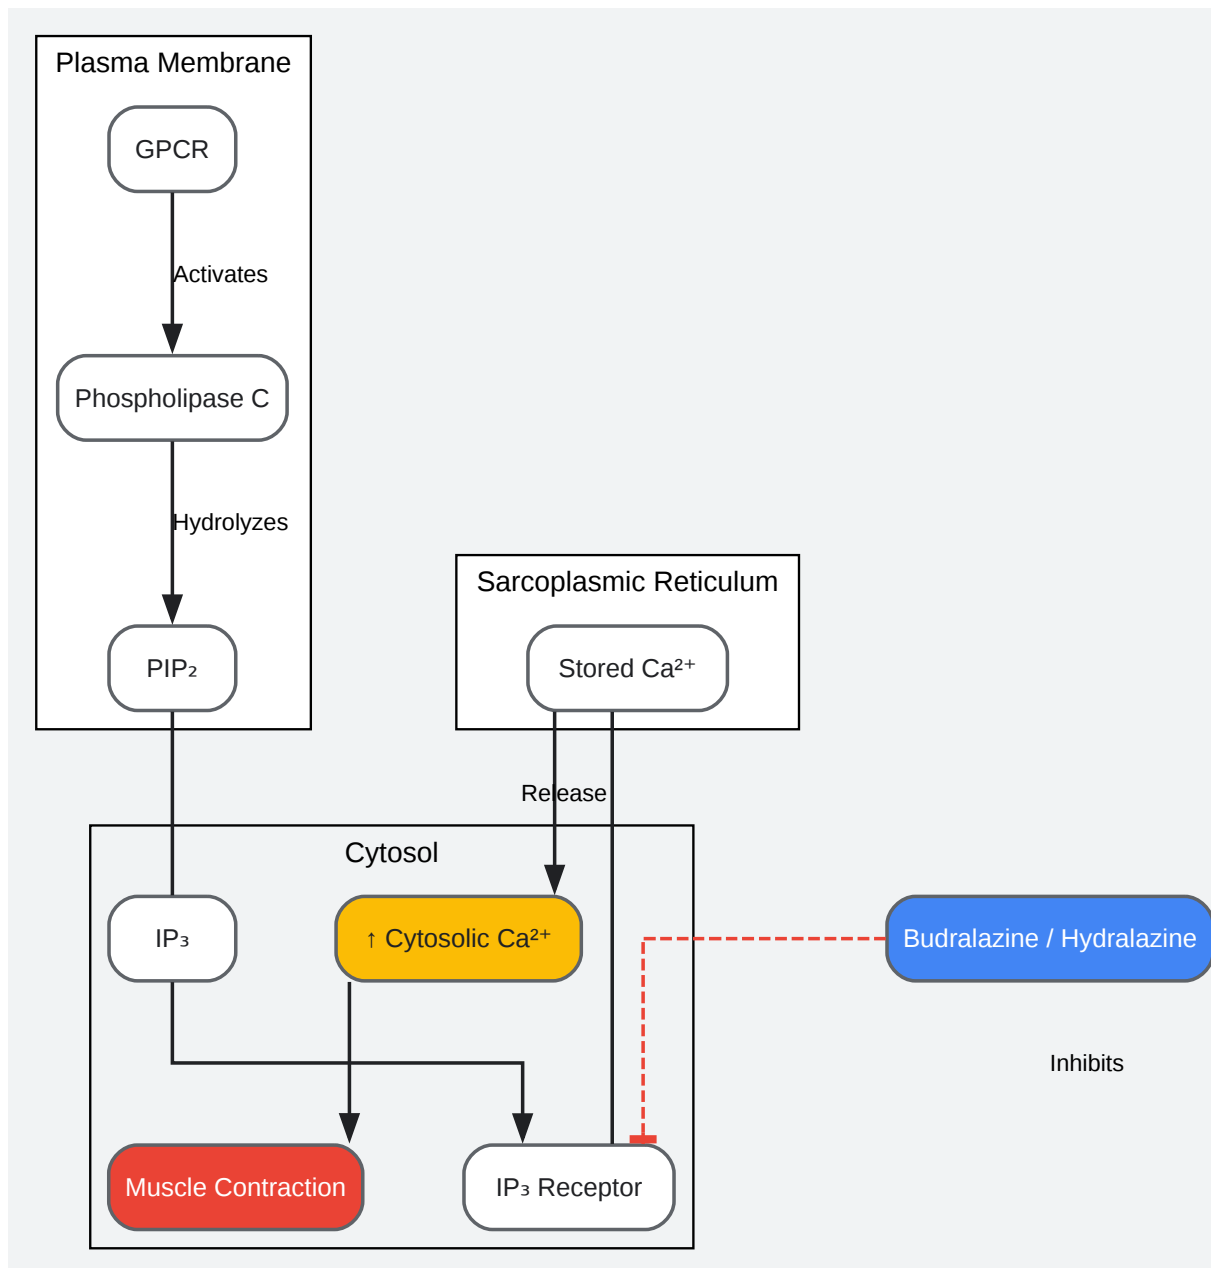 Plasma Membrane
GPCR
Activates
Phospholipase C
Hydrolyzes
Sarcoplasmic Reticulum
PIP₂
Stored Ca²⁺
Release
Cytosol
IP₃
↑ Cytosolic Ca²⁺
Budralazine / Hydralazine
Inhibits
Muscle Contraction
IP₃ Receptor